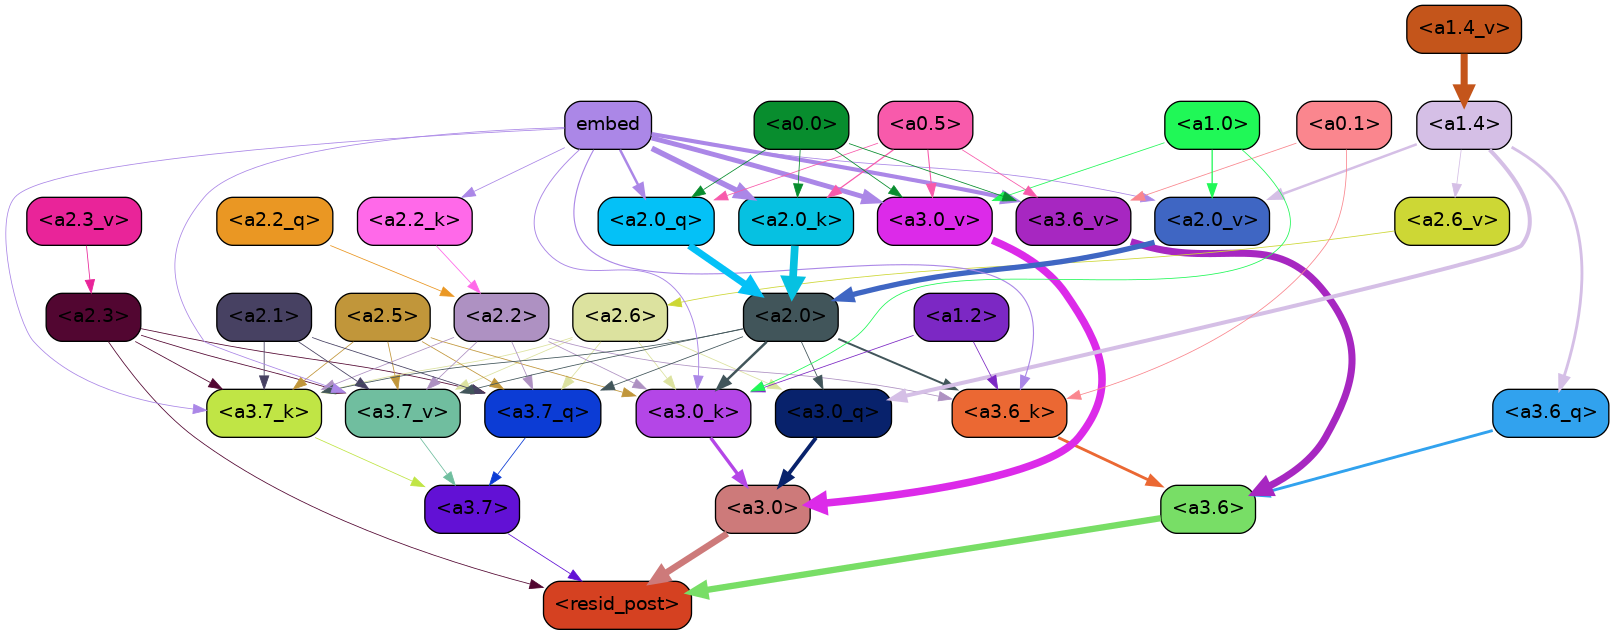 <a1.4_v>
embed
<a0.0>
<a0.5>
<a1.0>
<a0.1>
<a1.4>
<a2.3_v>
<a2.2_q>
<a2.2_k>
<a2.0_q>
<a2.0_k>
<a3.0_v>
<a3.6_v>
<a2.0_v>
<a2.6_v>
<a2.3>
<a2.1>
<a2.5>
<a2.2>
<a2.6>
<a2.0>
<a1.2>
<a3.7_k>
<a3.7_v>
<a3.7_q>
<a3.0_k>
<a3.0_q>
<a3.6_k>
<a3.6_q>
<a3.7>
<a3.0>
<a3.6>
<resid_post>